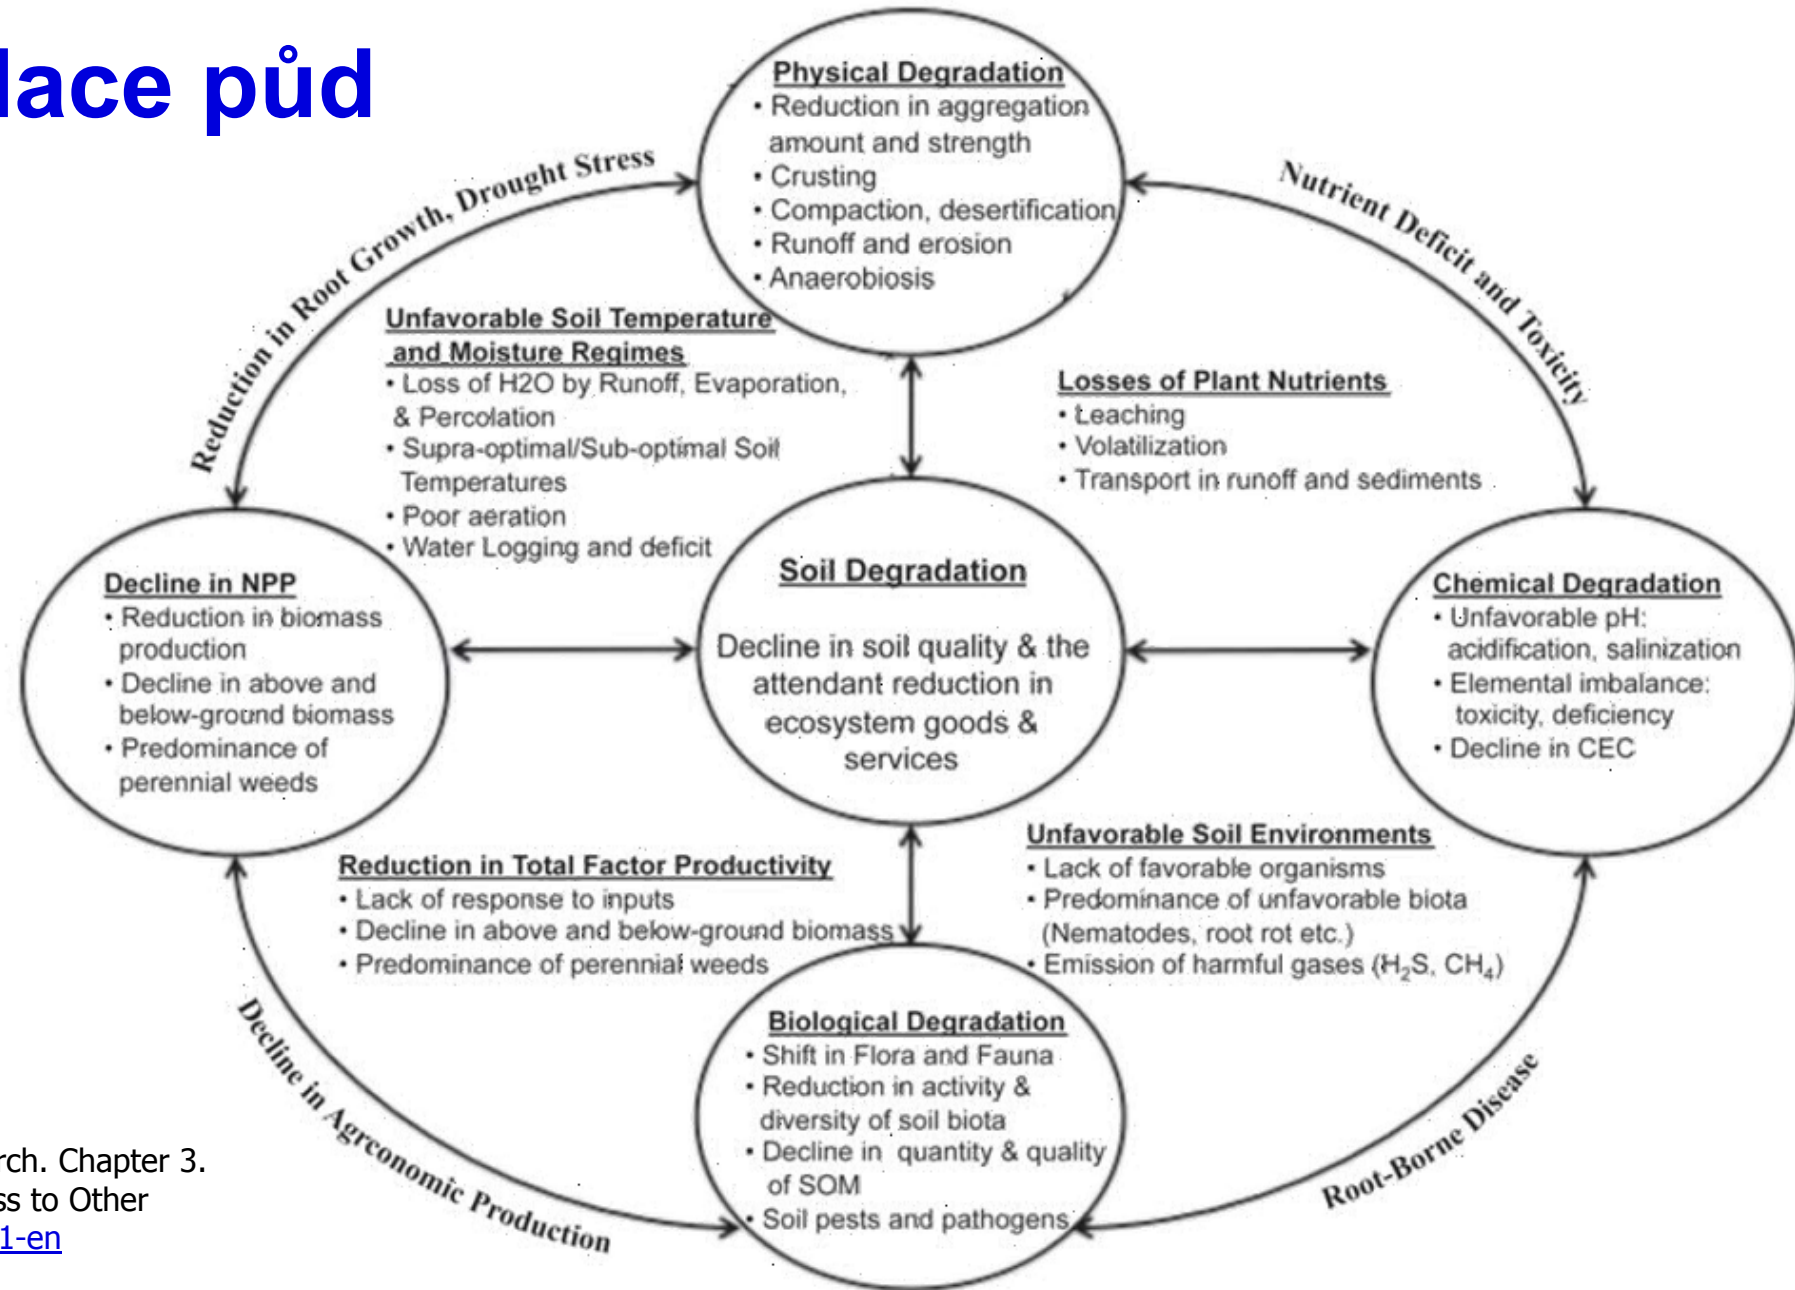 lace půd
Physical Degradation
• Reduction in aggregation
amount and strength
• Crusting
• Compaction, desertification
• Runoff and erosion
• Anaerobiosis
Reduction in Root Growth, Drought Stress
Nutrient Deficit and Toxicity
Unfavorable Soil Temperature
and Moisture Regimes
• Loss of H2O by Runoff, Evaporation,
& Percolation
• Supra-optimal/Sub-optimal Soil
Temperatures
• Poor aeration
• Water Logging and deficit
Losses of Plant Nutrients
• Leaching
• Volatilization
• Transport in runoff and sediments
Decline in NPP
• Reduction in biomass
production
• Decline in above and
below-ground biomass
• Predominance of
perennial weeds
Soil Degradation
Decline in soil quality & the
attendant reduction in
ecosystem goods &
services
Chemical Degradation
• Unfavorable pH:
acidification, salinization
• Elemental imbalance:
toxicity, deficiency
• Decline in CEC
Reduction in Total Factor Productivity
• Lack of response to inputs
• Decline in above and below-ground biomass
• Predominance of perennial weeds
Unfavorable Soil Environments
• Lack of favorable organisms
• Predominance of unfavorable biota
(Nematodes, root rot etc.)
• Emission of harmful gases (H₂S, CH₄)
Biological Degradation
• Shift in Flora and Fauna
• Reduction in activity &
diversity of soil biota
• Decline in quantity & quality
of SOM
• Soil pests and pathogens
Decline in Agrconomic Production
Root-Borne Disease
rch. Chapter 3.
ss to Other
1-en